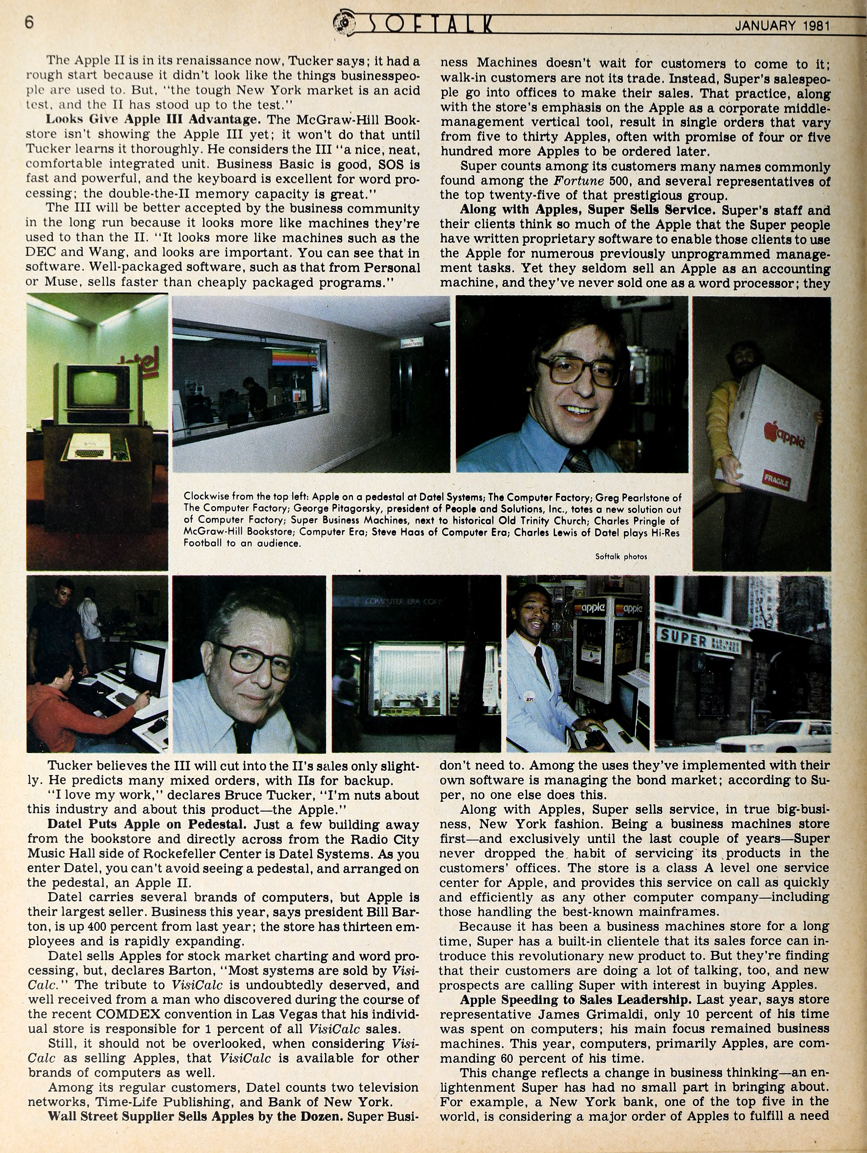 6
SOFTALK
JANUARY 1981
The Apple II is in its renaissance now, Tucker says; it had a
rough start because it didn't look like the things businesspeo-
ple are used to. But, "the tough New York market is an acid
test, and the II has stood up to the test."
Looks Give Apple III Advantage. The McGraw-Hill Book-
store isn't showing the Apple III yet; it won't do that until
Tucker learns it thoroughly. He considers the III "a nice, neat,
comfortable integrated unit. Business Basic is good, SOS is
fast and powerful, and the keyboard is excellent for word pro-
cessing; the double-the-II memory capacity is great."
The III will be better accepted by the business community
in the long run because it looks more like machines they're
used to than the II. "It looks more like machines such as the
DEC and Wang, and looks are important. You can see that in
software. Well-packaged software, such as that from Personal
or Muse, sells faster than cheaply packaged programs."
ness Machines doesn't wait for customers to come to it;
walk-in customers are not its trade. Instead, Super's salespeo-
ple go into offices to make their sales. That practice, along
with the store's emphasis on the Apple as a corporate middle-
management vertical tool, result in single orders that vary
from five to thirty Apples, often with promise of four or five
hundred more Apples to be ordered later.
Super counts among its customers many names commonly
found among the Fortune 500, and several representatives of
the top twenty-five of that prestigious group.
Along with Apples, Super Sells Service. Super's staff and
their clients think so much of the Apple that the Super people
have written proprietary software to enable those clients to use
the Apple for numerous previously unprogrammed manage-
ment tasks. Yet they seldom sell an Apple as an accounting
machine, and they've never sold one as a word processor; they
datel
apple
FRAGILE
Clockwise from the top left: Apple on a pedestal at Datel Systems; The Computer Factory; Greg Pearlstone of
The Computer Factory; George Pitagorsky, president of People and Solutions, Inc., totes a new solution out
of Computer Factory; Super Business Machines, next to historical Old Trinity Church; Charles Pringle of
McGraw-Hill Bookstore; Computer Era; Steve Haas of Computer Era; Charles Lewis of Datel plays Hi-Res
Football to an audience.
Softalk photos
COMPUTER ERA CORP
apple apple
SUPER BUSINESS
MACHINES
Tucker believes the III will cut into the II's sales only slight-
ly. He predicts many mixed orders, with IIs for backup.
"I love my work," declares Bruce Tucker, "I'm nuts about
this industry and about this product—the Apple."
Datel Puts Apple on Pedestal. Just a few building away
from the bookstore and directly across from the Radio City
Music Hall side of Rockefeller Center is Datel Systems. As you
enter Datel, you can't avoid seeing a pedestal, and arranged on
the pedestal, an Apple II.
Datel carries several brands of computers, but Apple is
their largest seller. Business this year, says president Bill Bar-
ton, is up 400 percent from last year; the store has thirteen em-
ployees and is rapidly expanding.
Datel sells Apples for stock market charting and word pro-
cessing, but, declares Barton, "Most systems are sold by Visi-
Calc." The tribute to VisiCalc is undoubtedly deserved, and
well received from a man who discovered during the course of
the recent COMDEX convention in Las Vegas that his individ-
ual store is responsible for 1 percent of all VisiCalc sales.
Still, it should not be overlooked, when considering Visi-
Calc as selling Apples, that VisiCalc is available for other
brands of computers as well.
Among its regular customers, Datel counts two television
networks, Time-Life Publishing, and Bank of New York.
Wall Street Supplier Sells Apples by the Dozen. Super Busi-
don't need to. Among the uses they've implemented with their
own software is managing the bond market; according to Su-
per, no one else does this.
Along with Apples, Super sells service, in true big-busi-
ness, New York fashion. Being a business machines store
first—and exclusively until the last couple of years—Super
never dropped the habit of servicing its products in the
customers' offices. The store is a class A level one service
center for Apple, and provides this service on call as quickly
and efficiently as any other computer company—including
those handling the best-known mainframes.
Because it has been a business machines store for a long
time, Super has a built-in clientele that its sales force can in-
troduce this revolutionary new product to. But they're finding
that their customers are doing a lot of talking, too, and new
prospects are calling Super with interest in buying Apples.
Apple Speeding to Sales Leadership. Last year, says store
representative James Grimaldi, only 10 percent of his time
was spent on computers; his main focus remained business
machines. This year, computers, primarily Apples, are com-
manding 60 percent of his time.
This change reflects a change in business thinking—an en-
lightenment Super has had no small part in bringing about.
For example, a New York bank, one of the top five in the
world, is considering a major order of Apples to fulfill a need